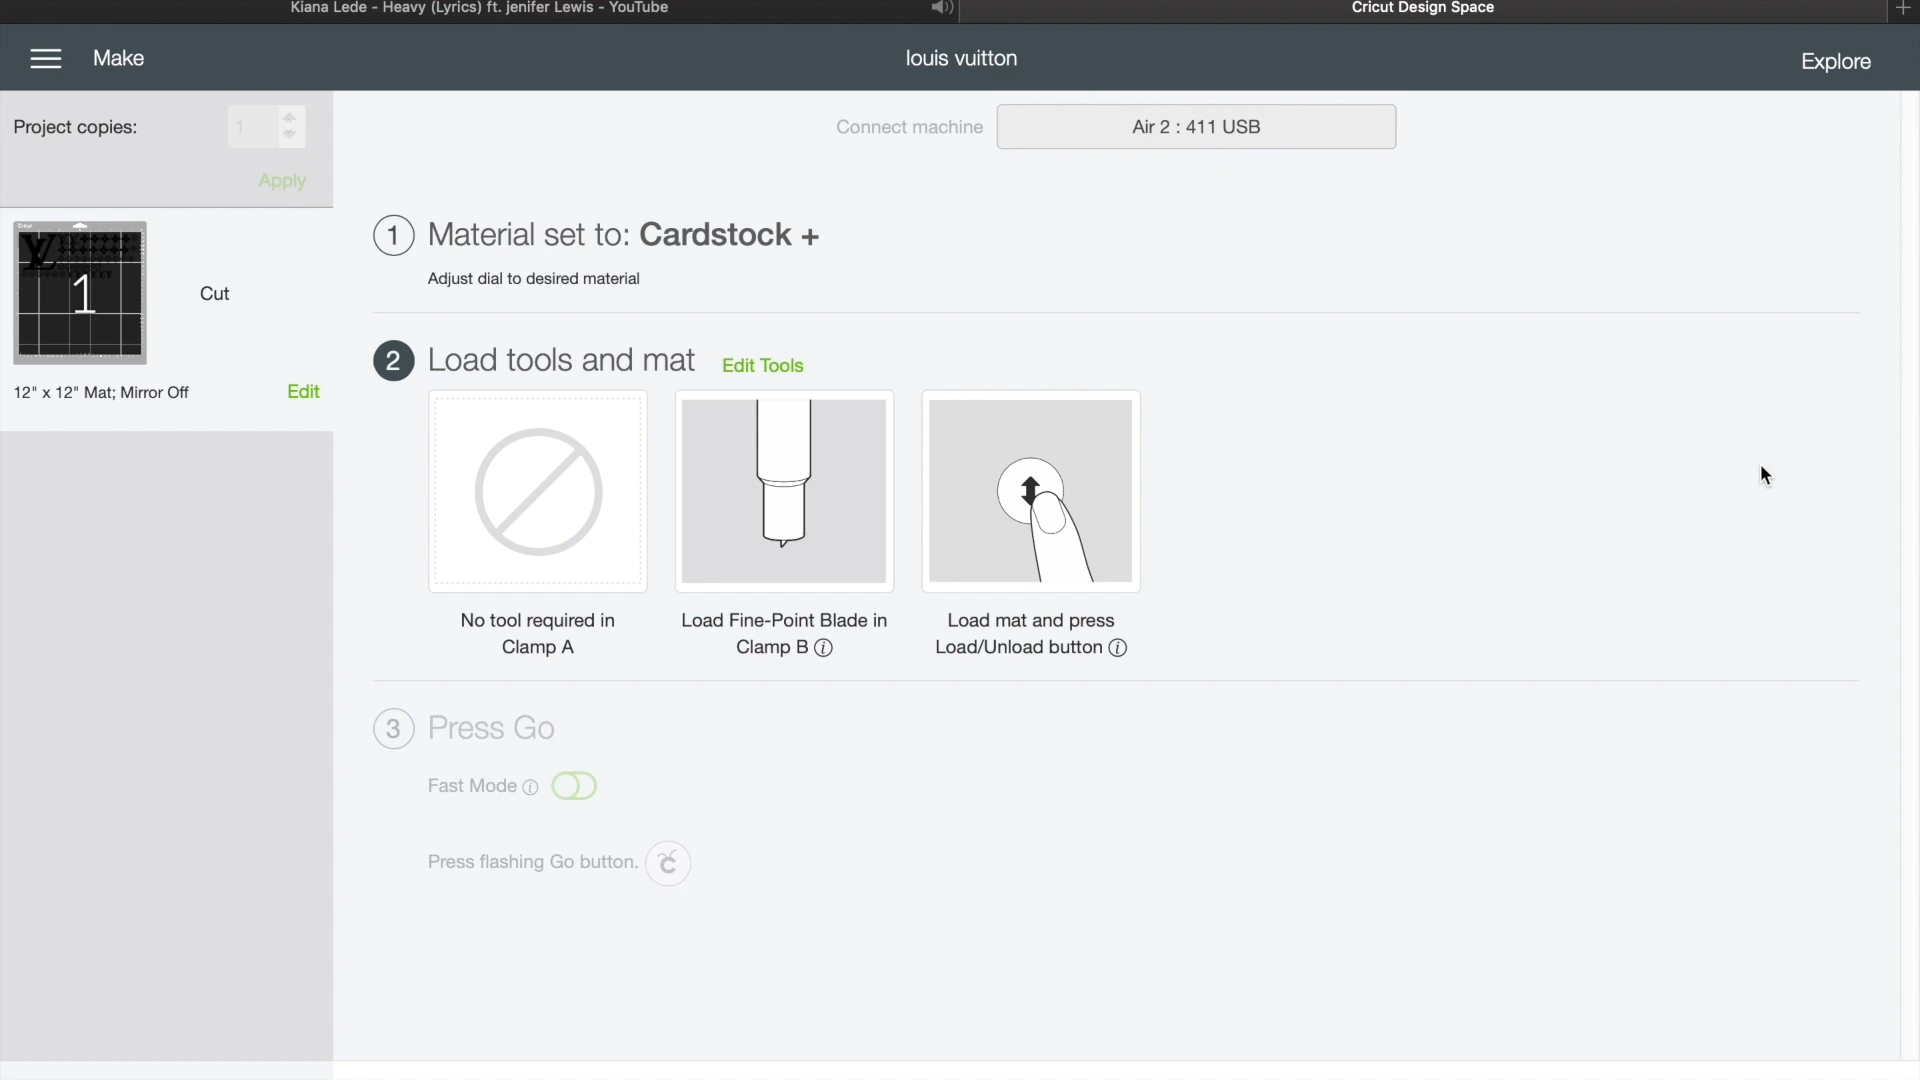 Kiana Lede - Heavy (Lyrics) ft. jenifer Lewis - YouTube
Cricut Design Space
Make
louis vuitton
Explore
Project copies:
1
Apply
Connect machine
Air 2 : 411 USB
1
Cut
12" x 12" Mat; Mirror Off
Edit
1 Material set to: Cardstock +
Adjust dial to desired material
2 Load tools and mat
Edit Tools
No tool required in
Clamp A
Load Fine-Point Blade in
Clamp B
Load mat and press
Load/Unload button
3 Press Go
Fast Mode
Press flashing Go button.